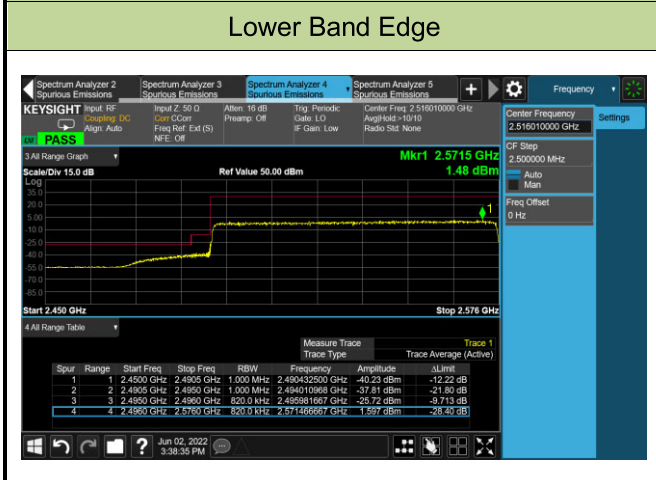 Lower Band Edge
Spectrum Analyzer 2
Spurious Emissions
Spectrum Analyzer 3
Spurious Emissions
Spectrum Analyzer 4
Spurious Emissions
Spectrum Analyzer 5
Spurious Emissions
Frequency
KEYSIGHT
Input: RF
Coupling: DC
Align: Auto
Input Z: 50 Ω
Corr CCorr
Freq Ref: Ext (S)
NFE: Off
Atten: 16 dB
Preamp: Off
Trig: Periodic
Gate: LO
IF Gain: Low
Center Freq: 2.516010000 GHz
Avg|Hold:>10/10
Radio Std: None
PASS
Center Frequency
2.516010000 GHz
Settings
CF Step
2.500000 MHz
Auto
Man
Freq Offset
0 Hz
3 All Range Graph
Mkr1 2.5715 GHz
Scale/Div 15.0 dB
Ref Value 50.00 dBm
1.48 dBm
Log
35.0
20.0
5.00
-10.0
-25.0
-40.0
-55.0
-70.0
-85.0
1
Start 2.450 GHz
Stop 2.576 GHz
4 All Range Table
Measure Trace Trace 1
Trace Type Trace Average (Active)
Spur Range Start Freq Stop Freq RBW Frequency Amplitude ΔLimit
1 1 2.4500 GHz 2.4905 GHz 1.000 MHz 2.490432500 GHz -40.23 dBm -12.22 dB
2 2 2.4905 GHz 2.4950 GHz 1.000 MHz 2.494010968 GHz -37.81 dBm -21.80 dB
3 3 2.4950 GHz 2.4960 GHz 820.0 kHz 2.495981667 GHz -25.72 dBm -9.713 dB
4 4 2.4960 GHz 2.5760 GHz 820.0 kHz 2.571466667 GHz 1.597 dBm -28.40 dB
Jun 02, 2022
3:38:35 PM